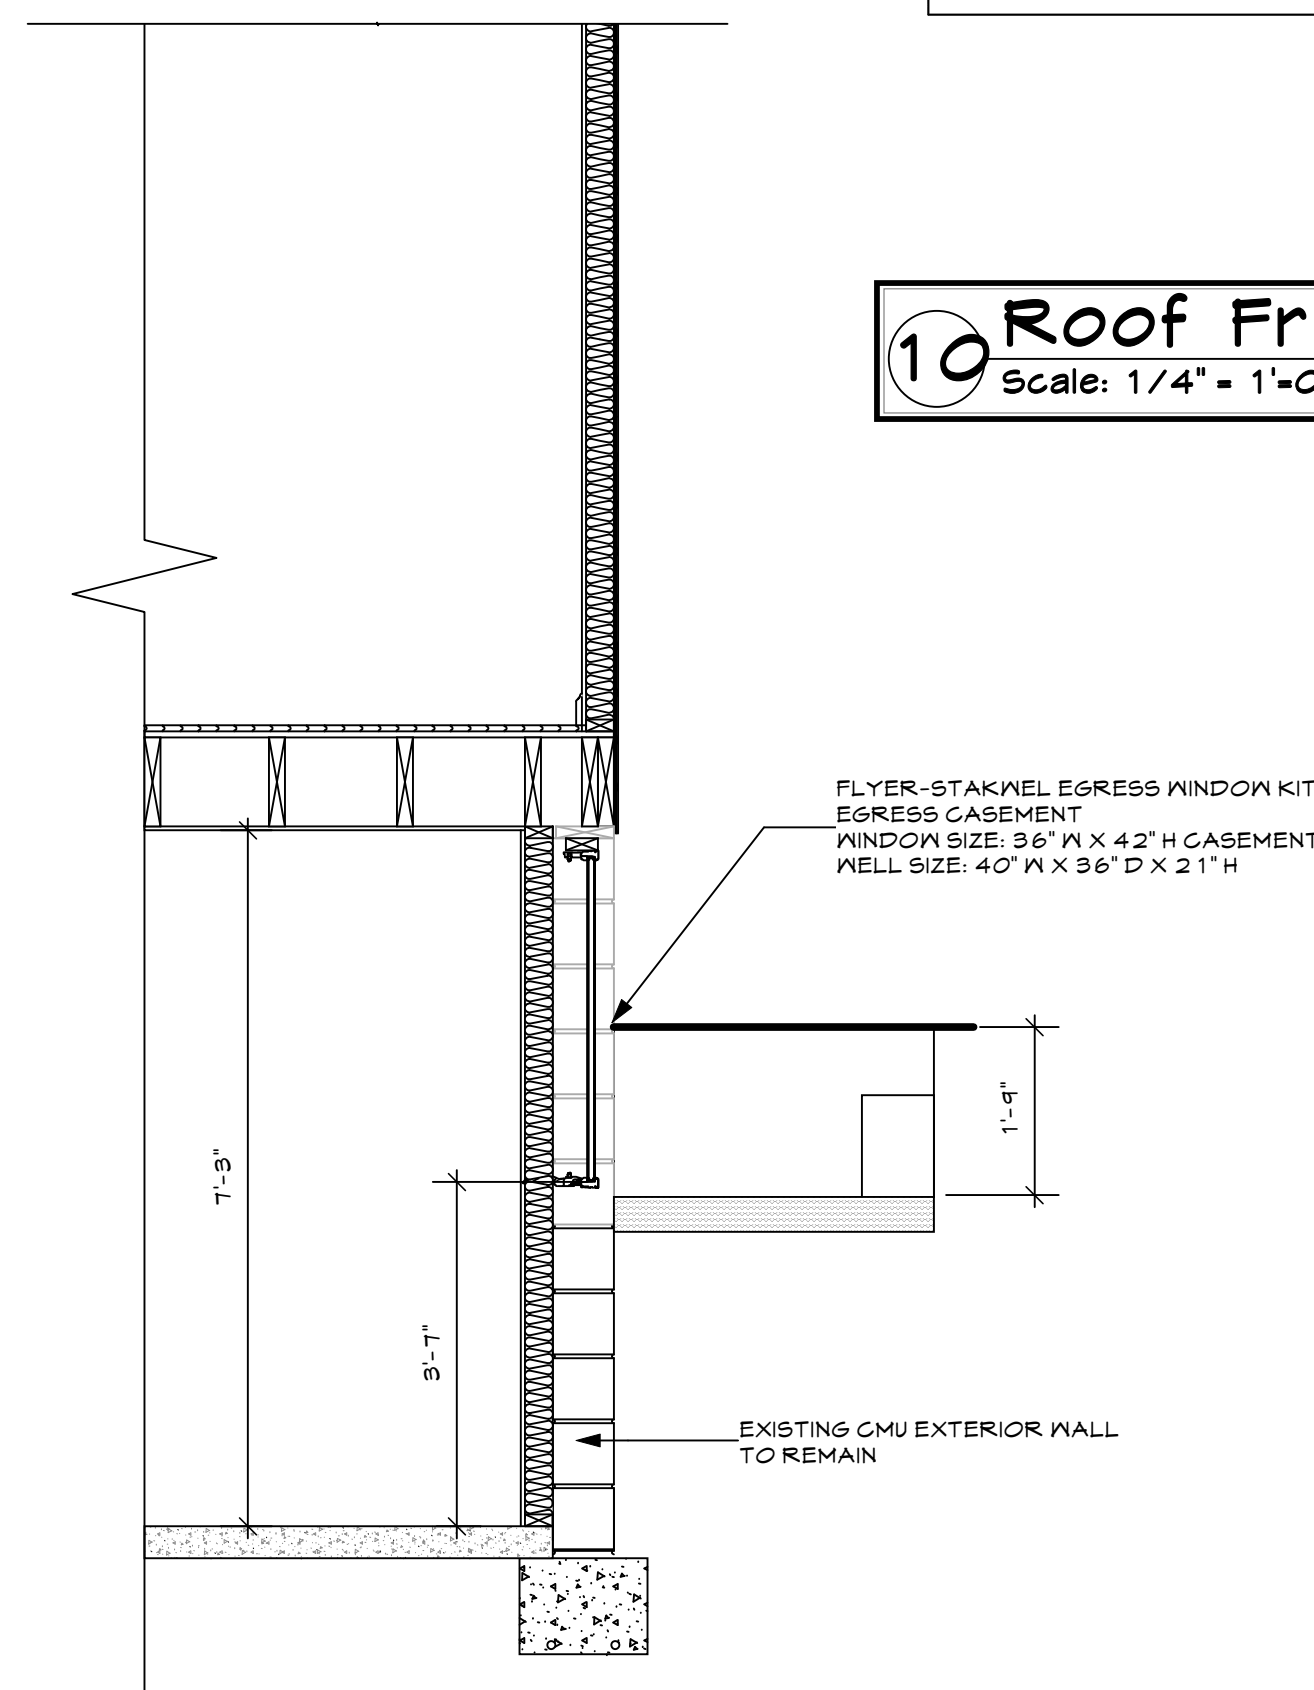 10
Roof Fr
Scale: 1/4" = 1'=0
FLYER-STAKWEL EGRESS WINDOW KIT
EGRESS CASEMENT
WINDOW SIZE: 36" W X 42" H CASEMENT
WELL SIZE: 40" W X 36" D X 21" H
1'-9"
7'-3"
3'-7"
EXISTING CMU EXTERIOR WALL
TO REMAIN